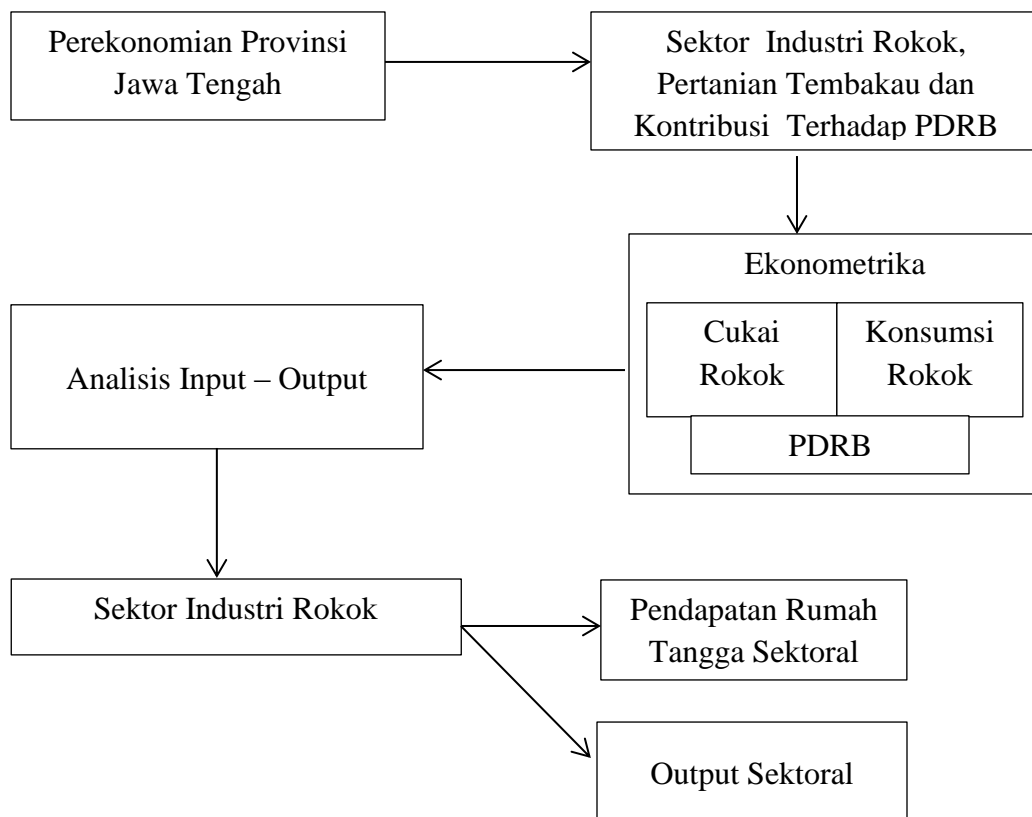 Perekonomian Provinsi
Jawa Tengah
Sektor Industri Rokok,
Pertanian Tembakau dan
Kontribusi Terhadap PDRB
Ekonometrika
Cukai
Rokok
Konsumsi
Rokok
PDRB
Analisis Input – Output
Sektor Industri Rokok
Pendapatan Rumah
Tangga Sektoral
Output Sektoral